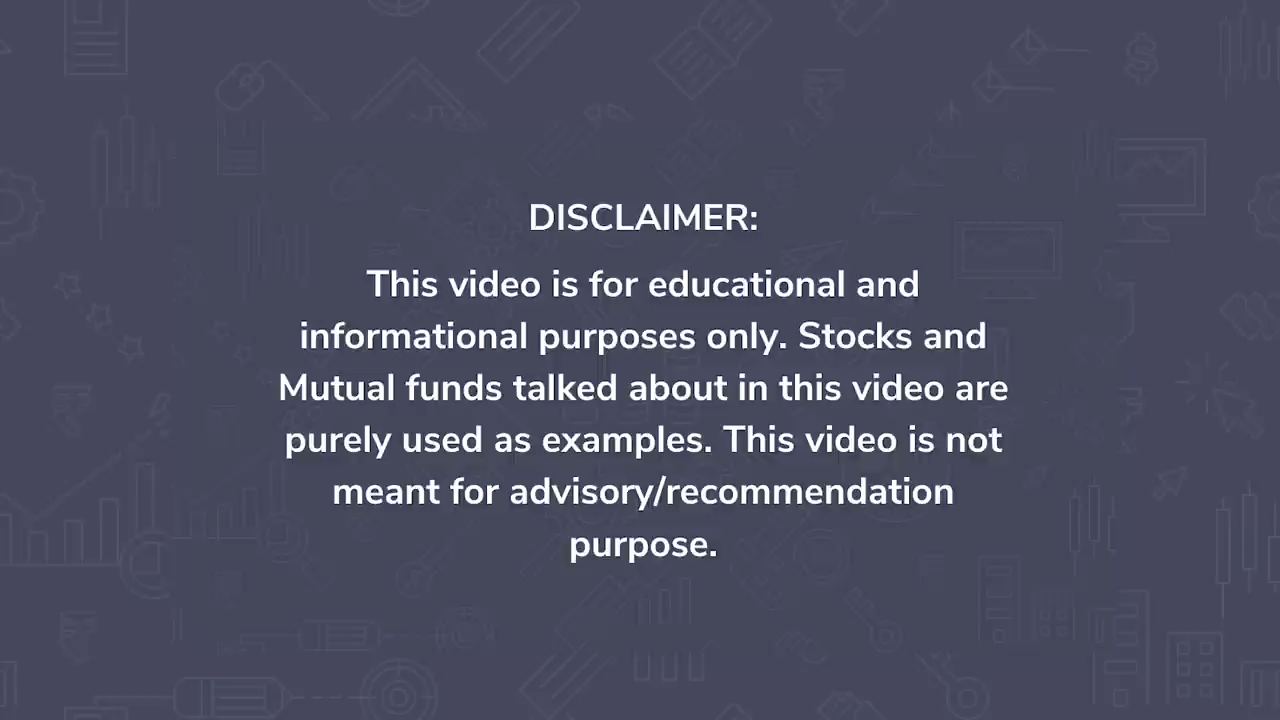 DISCLAIMER:
This video is for educational and
informational purposes only. Stocks and
Mutual funds talked about in this video are
purely used as examples. This video is not
meant for advisory/recommendation
purpose.